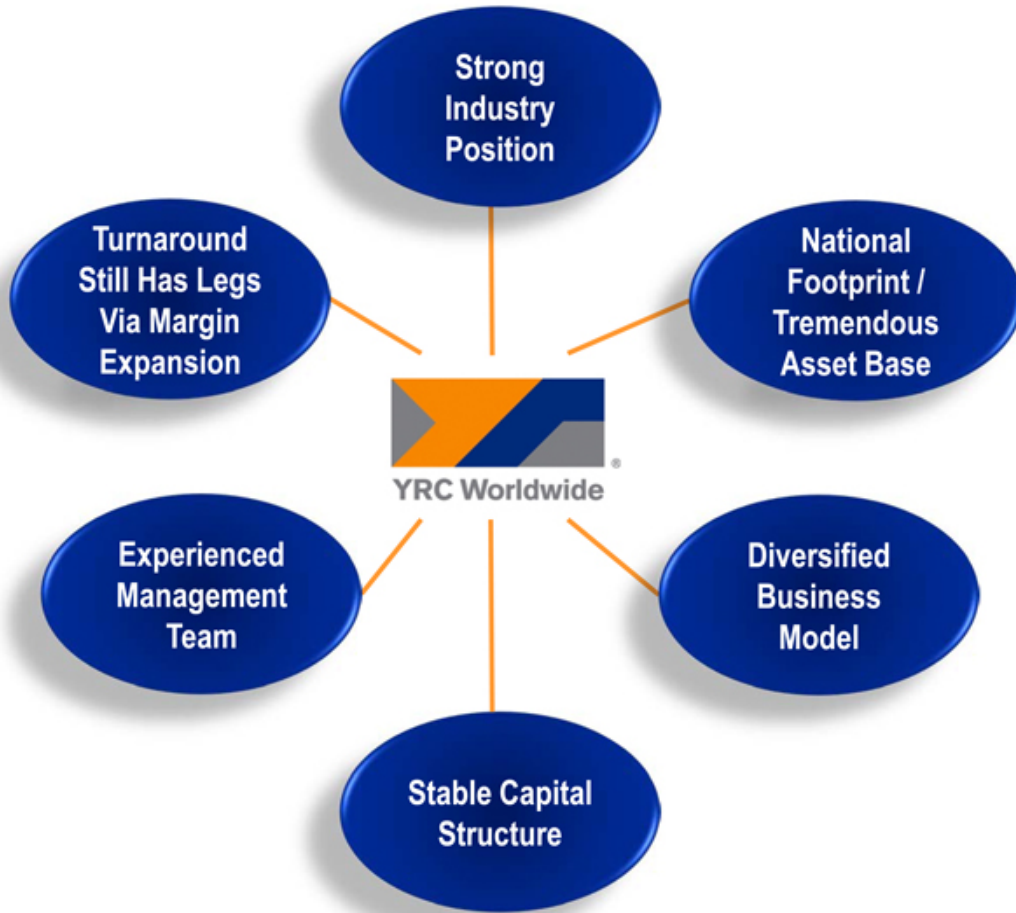 Strong
Industry
Position
Turnaround
Still Has Legs
Via Margin
Expansion
National
Footprint /
Tremendous
Asset Base
®
YRC Worldwide
Experienced
Management
Team
Diversified
Business
Model
Stable Capital
Structure